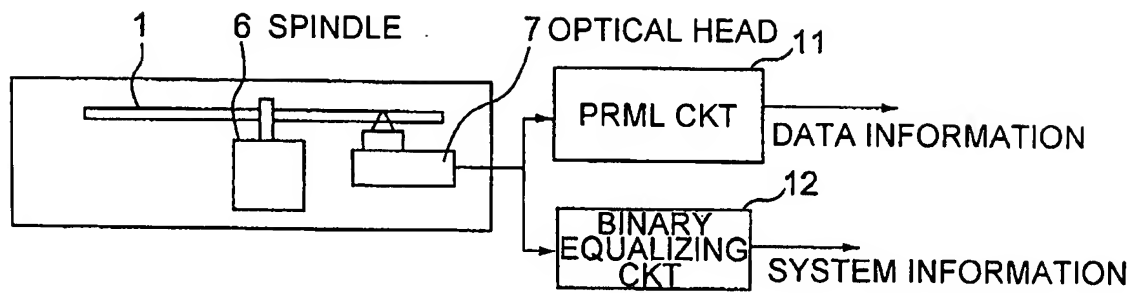 1
6 SPINDLE
7 OPTICAL HEAD
11
PRML CKT
DATA INFORMATION
12
BINARY
EQUALIZING
CKT
SYSTEM INFORMATION